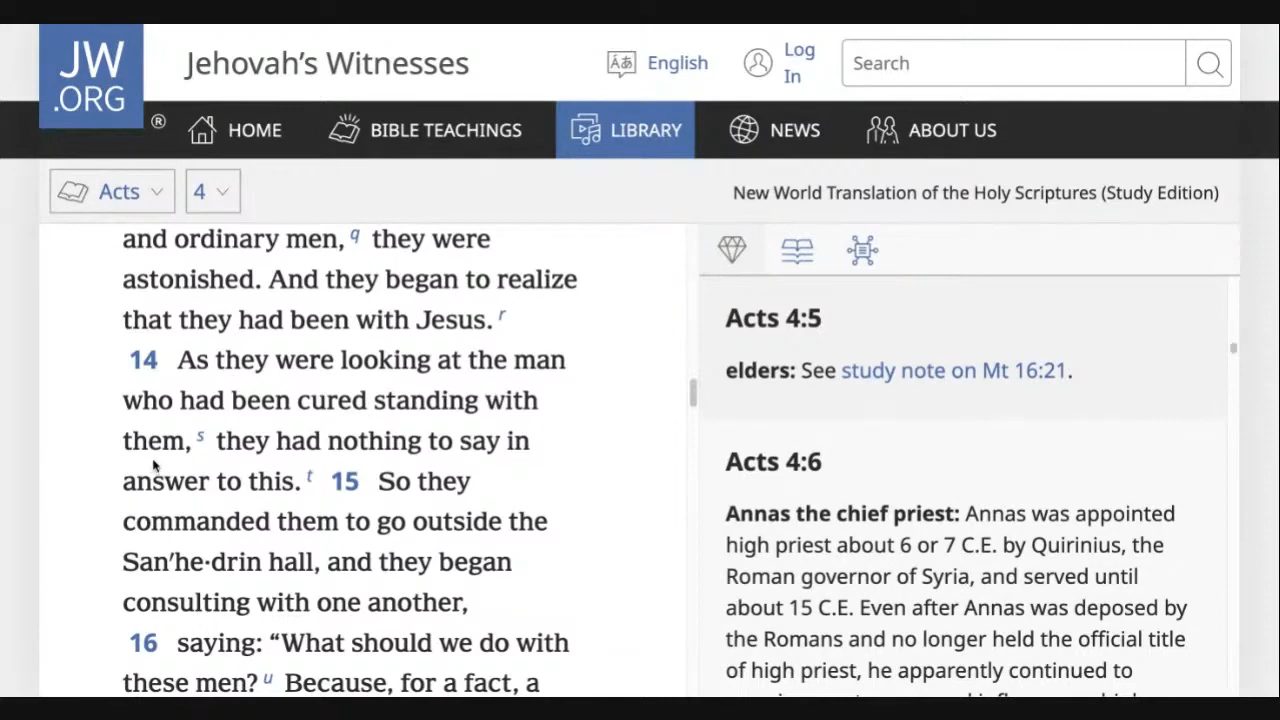 JW
.ORG
®
Jehovah's Witnesses
English
Log
In
Search
HOME
BIBLE TEACHINGS
LIBRARY
NEWS
ABOUT US
Acts
4
New World Translation of the Holy Scriptures (Study Edition)
and ordinary men, q they were
astonished. And they began to realize
that they had been with Jesus. r
14 As they were looking at the man
who had been cured standing with
them, s they had nothing to say in
answer to this. t 15 So they
commanded them to go outside the
Sanʹhe·drin hall, and they began
consulting with one another,
16 saying: “What should we do with
these men? u Because, for a fact, a
Acts 4:5
elders: See study note on Mt 16:21.
Acts 4:6
Annas the chief priest: Annas was appointed
high priest about 6 or 7 C.E. by Quirinius, the
Roman governor of Syria, and served until
about 15 C.E. Even after Annas was deposed by
the Romans and no longer held the official title
of high priest, he apparently continued to